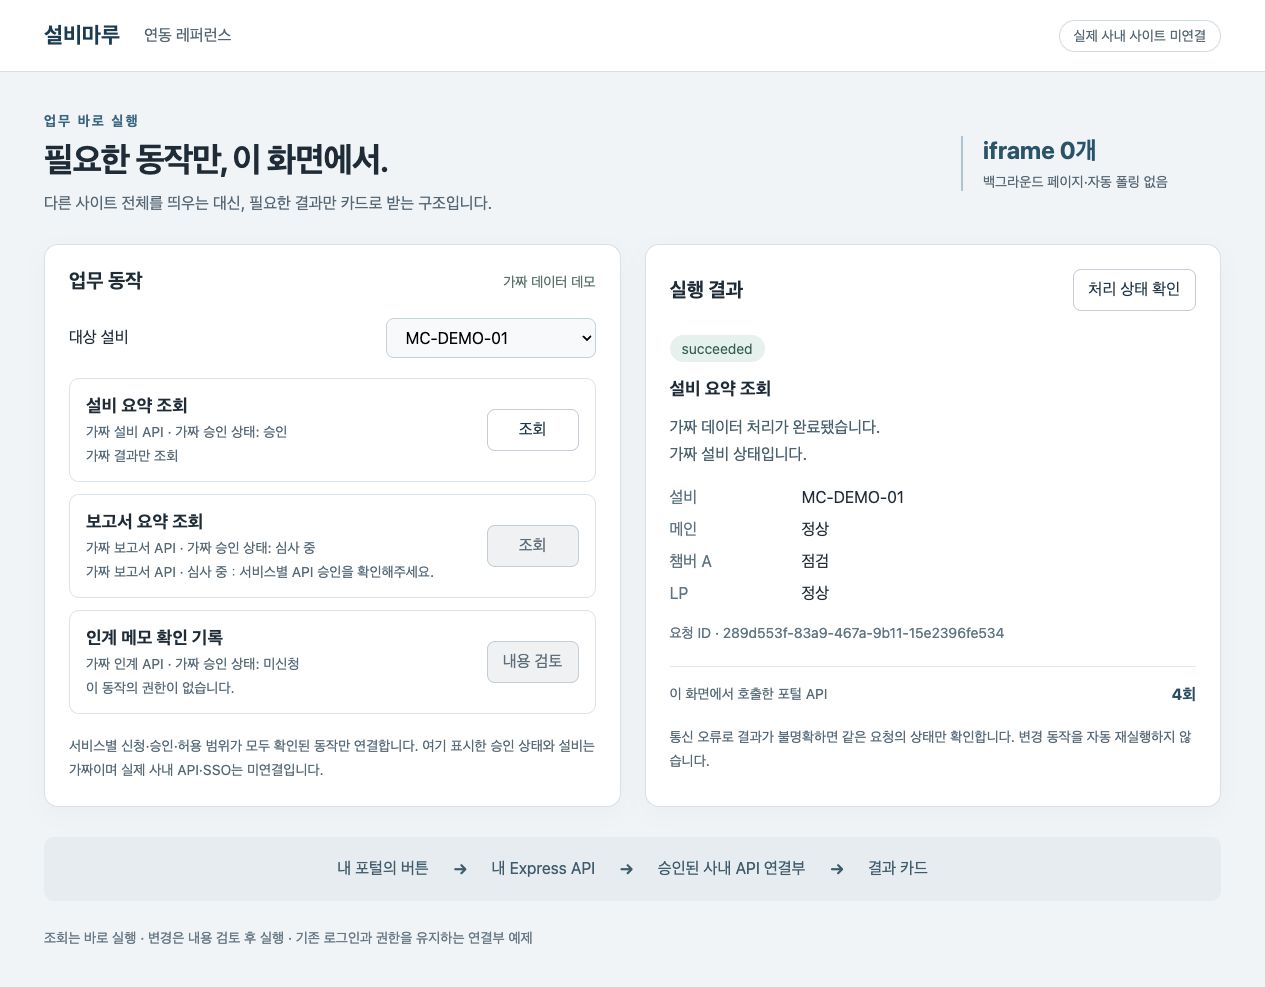 설비마루
연동 레퍼런스
실제 사내 사이트 미연결
업무 바로 실행
필요한 동작만, 이 화면에서.
다른 사이트 전체를 띄우는 대신, 필요한 결과만 카드로 받는 구조입니다.
iframe 0개
백그라운드 페이지·자동 폴링 없음
업무 동작
가짜 데이터 데모
대상 설비
MC-DEMO-01
설비 요약 조회
가짜 설비 API · 가짜 승인 상태: 승인
가짜 결과만 조회
조회
보고서 요약 조회
가짜 보고서 API · 가짜 승인 상태: 심사 중
가짜 보고서 API · 심사 중 : 서비스별 API 승인을 확인해주세요.
조회
인계 메모 확인 기록
가짜 인계 API · 가짜 승인 상태: 미신청
이 동작의 권한이 없습니다.
내용 검토
서비스별 신청·승인·허용 범위가 모두 확인된 동작만 연결합니다. 여기 표시한 승인 상태와 설비는
가짜이며 실제 사내 API·SSO는 미연결입니다.
실행 결과
처리 상태 확인
succeeded
설비 요약 조회
가짜 데이터 처리가 완료됐습니다.
가짜 설비 상태입니다.
설비 MC-DEMO-01
메인 정상
챔버 A 점검
LP 정상
요청 ID · 289d553f-83a9-467a-9b11-15e2396fe534
이 화면에서 호출한 포털 API 4회
통신 오류로 결과가 불명확하면 같은 요청의 상태만 확인합니다. 변경 동작을 자동 재실행하지 않
습니다.
내 포털의 버튼 → 내 Express API → 승인된 사내 API 연결부 → 결과 카드
조회는 바로 실행 · 변경은 내용 검토 후 실행 · 기존 로그인과 권한을 유지하는 연결부 예제